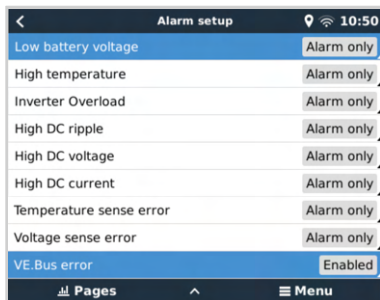 Alarm setup 10:50
Low battery voltage Alarm only
High temperature Alarm only
Inverter Overload Alarm only
High DC ripple Alarm only
High DC voltage Alarm only
High DC current Alarm only
Temperature sense error Alarm only
Voltage sense error Alarm only
VE.Bus error Enabled
Pages Menu